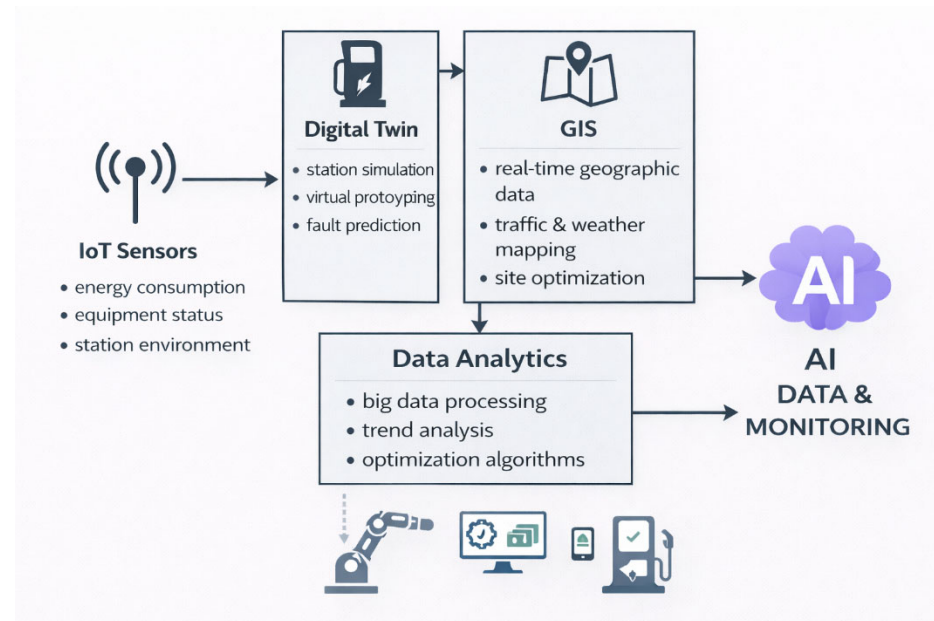 Digital Twin
• station simulation
• virtual protoyping
• fault prediction
GIS
• real-time geographic
data
• traffic & weather
mapping
• site optimization
IoT Sensors
• energy consumption
• equipment status
• station environment
Data Analytics
• big data processing
• trend analysis
• optimization algorithms
AI
AI
DATA &
MONITORING